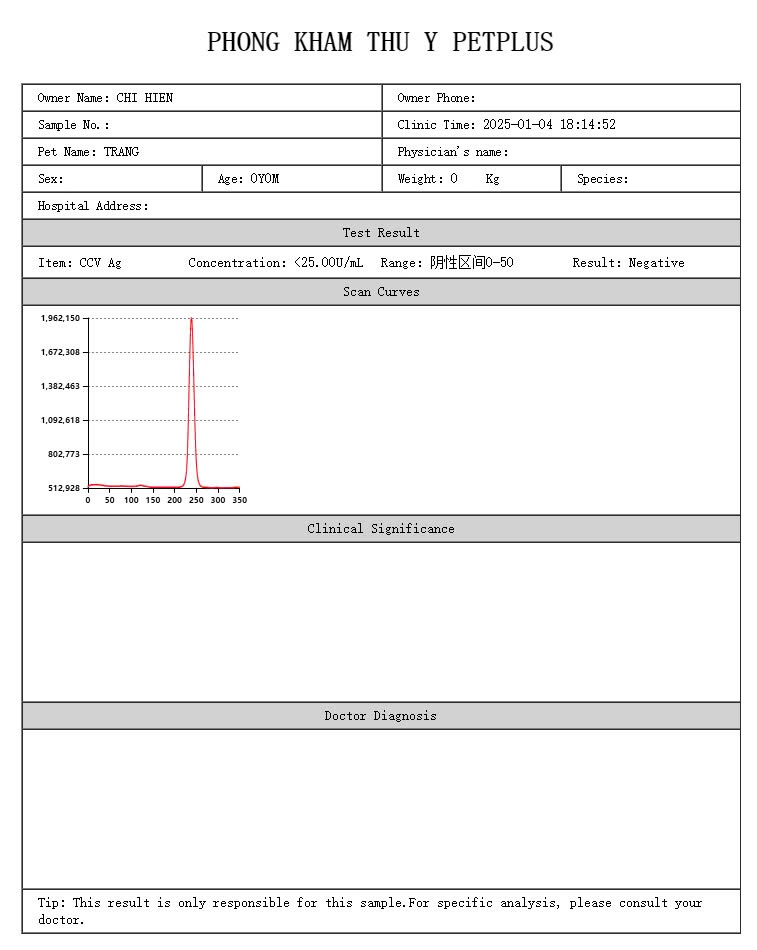 PHONG KHAM THU Y PETPLUS
Owner Name: CHI HIEN
Owner Phone:
Sample No.:
Clinic Time: 2025-01-04 18:14:52
Pet Name: TRANG
Physician's name:
Sex:
Age: 0Y0M
Weight: 0 Kg
Species:
Hospital Address:
Test Result
Item: CCV Ag Concentration: <25.00U/mL Range: 阴性区间0-50 Result: Negative
Scan Curves
1,962,150
1,672,308
1,382,463
1,092,618
802,773
512,928
0 50 100 150 200 250 300 350
Clinical Significance
Doctor Diagnosis
Tip: This result is only responsible for this sample.For specific analysis, please consult your
doctor.